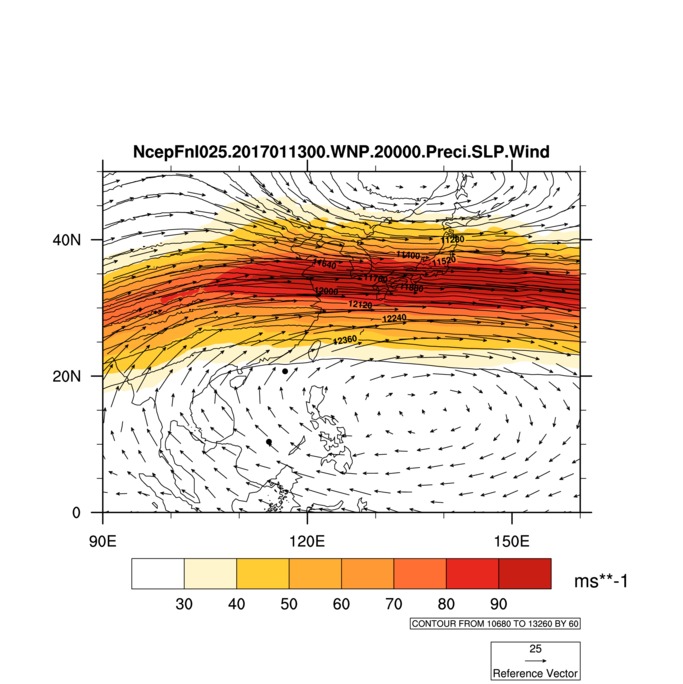 NcepFnl025.2017011300.WNP.20000.Preci.SLP.Wind
40N
20N
0
90E 120E 150E
11280
11400
11520
11640
11760
11880
12000
12120
12240
12360
30 40 50 60 70 80 90
ms**-1
CONTOUR FROM 10680 TO 13260 BY 60
25
Reference Vector